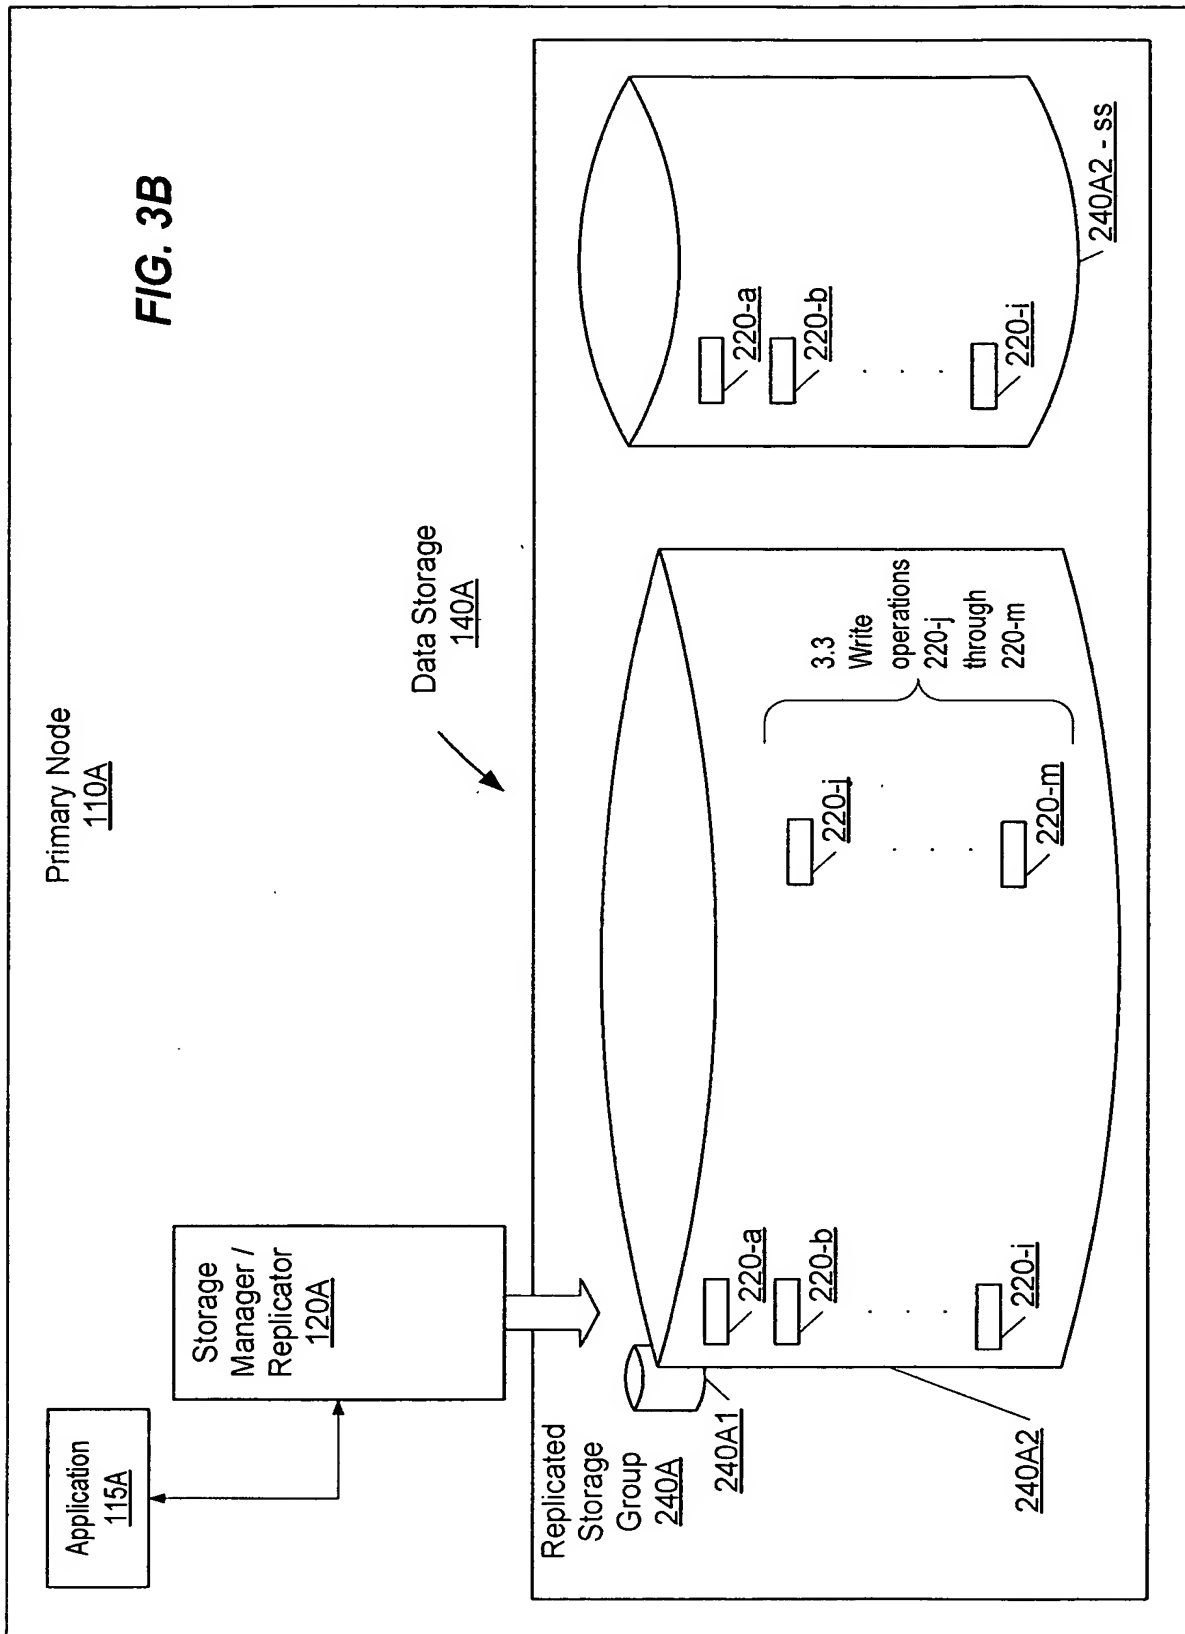 FIG. 3B
Primary Node
110A
Application
115A
Storage
Manager /
Replicator
120A
Data Storage
140A
Replicated
Storage
Group
240A
240A1
240A2
220-a
220-b
220-i
220-j
220-m
3.3 Write
operations
220-j
through
220-m
220-a
220-b
220-i
240A2 - ss